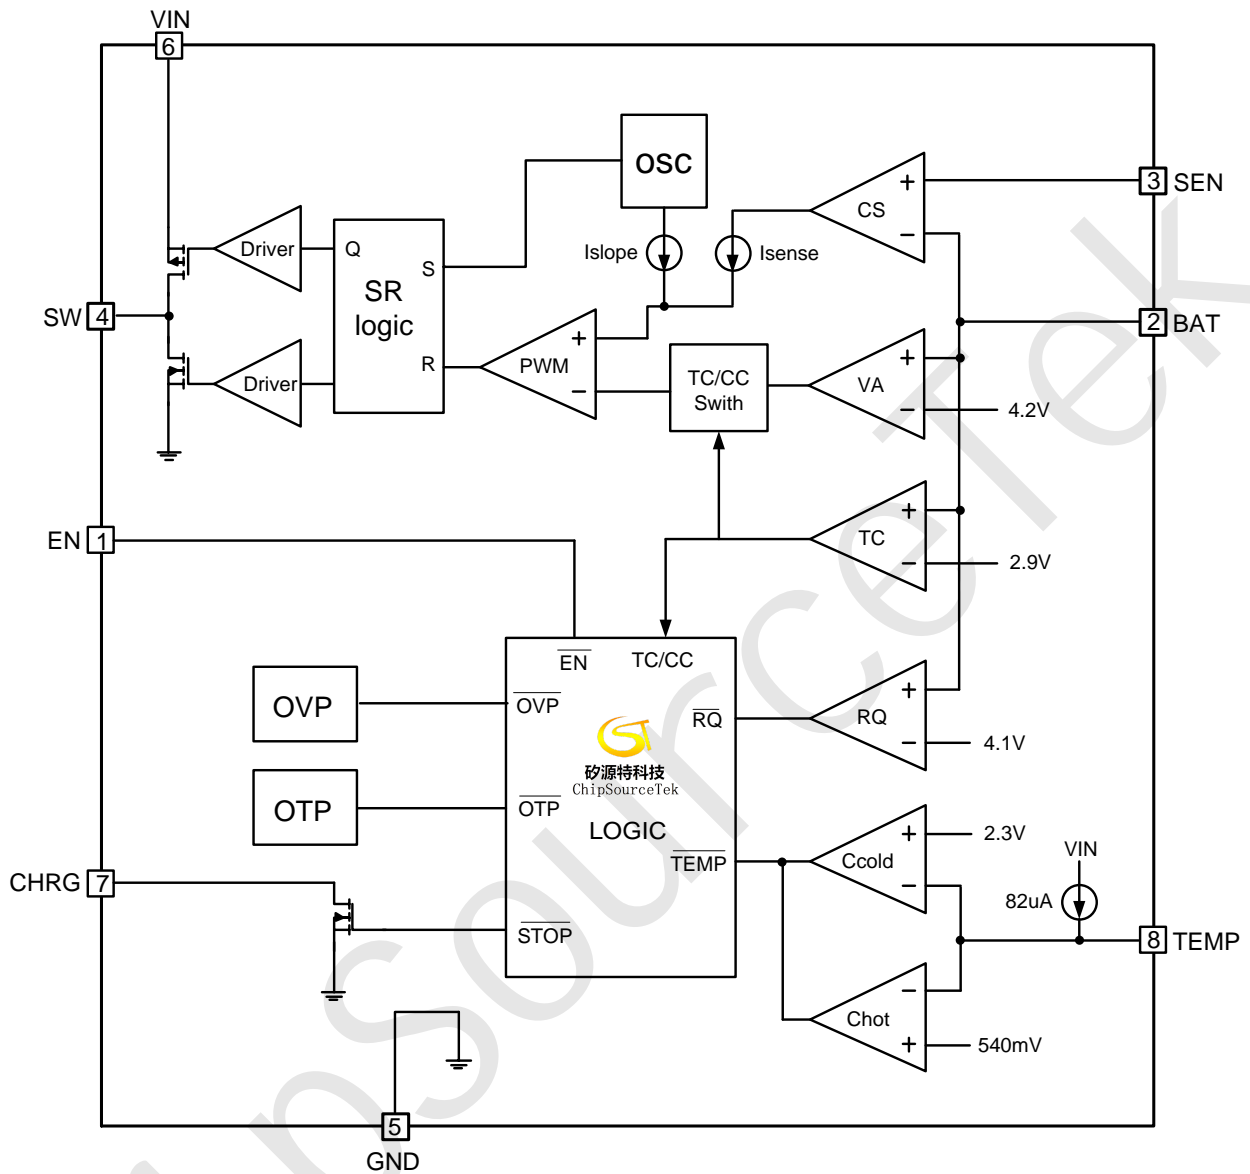 VIN
6
OSC
3 SEN
CS
+
−
Driver
Q
S
SR
logic
Islope
Isense
SW 4
2 BAT
R
PWM
+
−
TC/CC
Swith
VA
+
−
4.2V
Driver
EN 1
TC
+
−
2.9V
EN
TC/CC
OVP
OVP
RQ
RQ
+
−
4.1V
矽源特科技
ChipSourceTek
OTP
OTP
LOGIC
TEMP
Ccold
+
−
2.3V
VIN
82uA
CHRG 7
STOP
8 TEMP
Chot
−
+
540mV
5
GND
ChipSourceTek